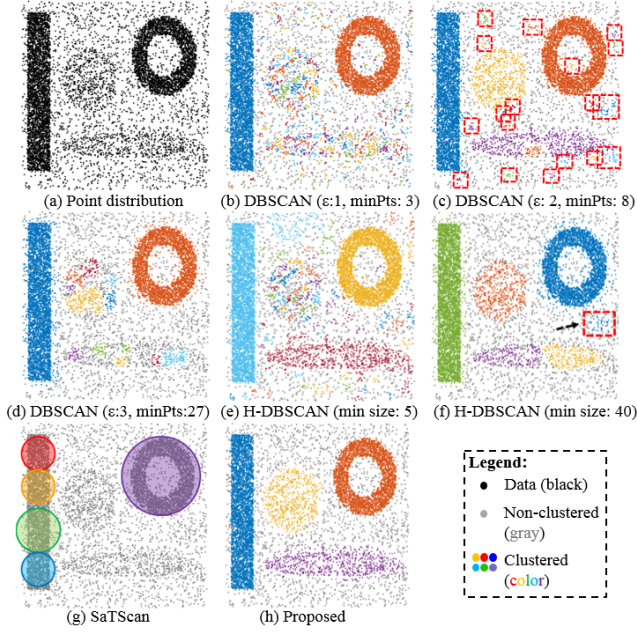 (a) Point distribution
(b) DBSCAN (ε:1, minPts: 3)
(c) DBSCAN (ε: 2, minPts: 8)
(d) DBSCAN (ε:3, minPts:27)
(e) H-DBSCAN (min size: 5)
(f) H-DBSCAN (min size: 40)
(g) SaTScan
(h) Proposed
Legend:
Data (black)
Non-clustered
(gray)
Clustered
(color)